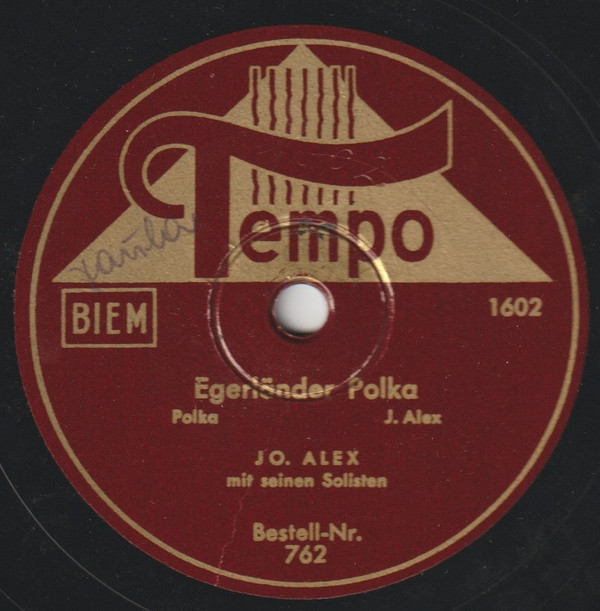 Tempo
BIEM
1602
Egerländer Polka
Polka J. Alex
JO. ALEX
mit seinen Solisten
Bestell-Nr.
762